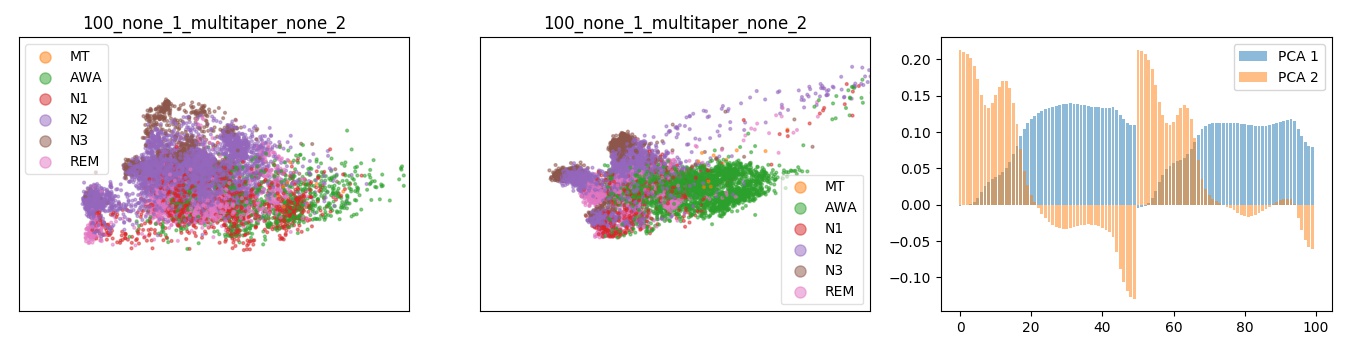 100_none_1_multitaper_none_2
MT
AWA
N1
N2
N3
REM
100_none_1_multitaper_none_2
MT
AWA
N1
N2
N3
REM
PCA 1
PCA 2
0.20
0.15
0.10
0.05
0.00
−0.05
−0.10
0 20 40 60 80 100